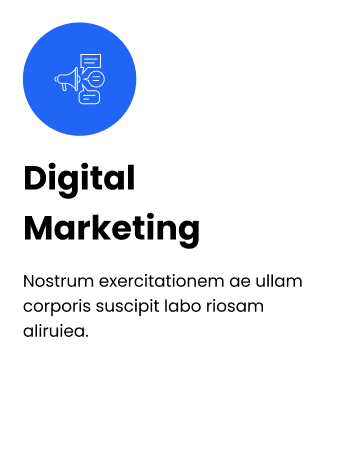 Digital
Marketing
Nostrum exercitationem ae ullam
corporis suscipit labo riosam
aliruiea.